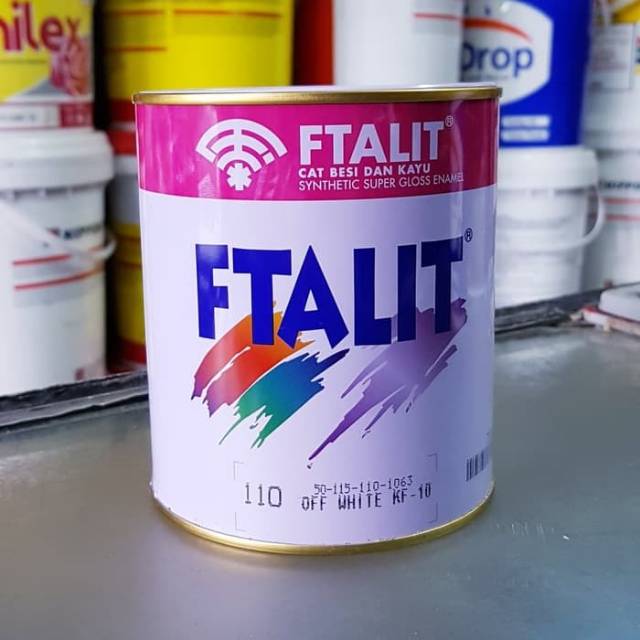 ilex
Drop
FTALIT®
CAT BESI DAN KAYU
SYNTHETIC SUPER GLOSS ENAMEL
FTALIT®
50-115-110-1063
110 OFF WHITE KF-10